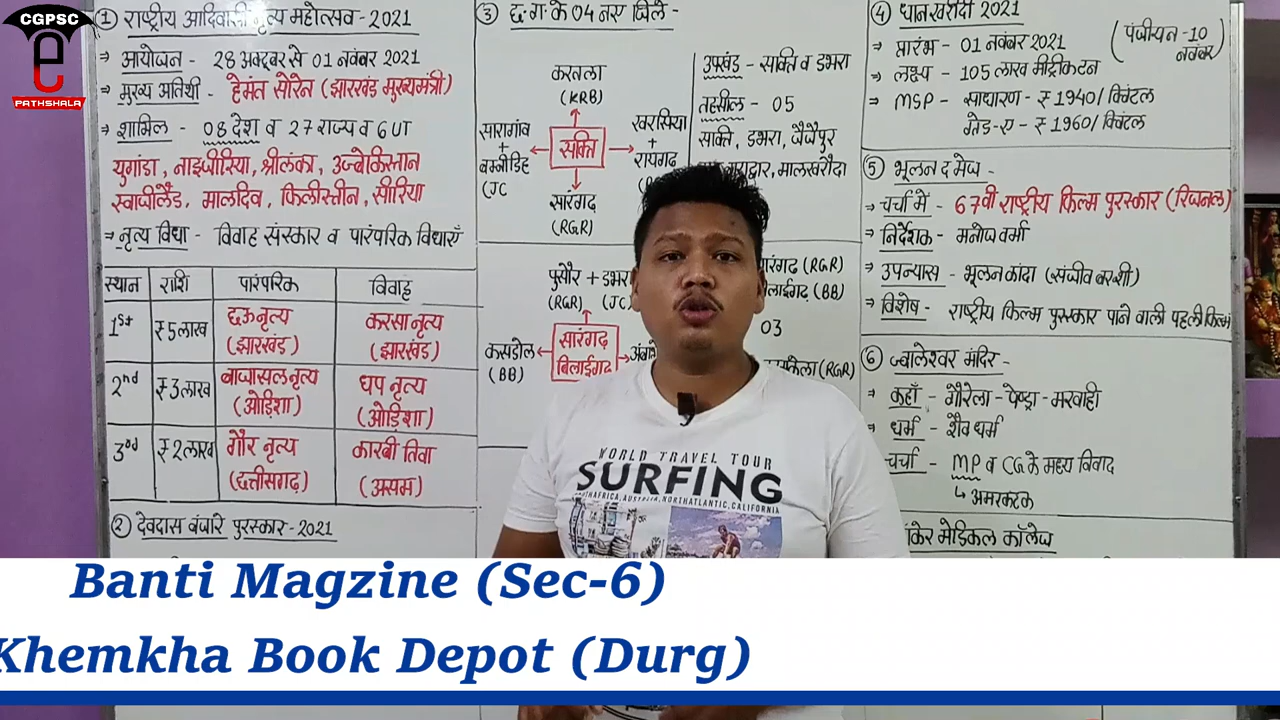 CGPSC
e
PATHSHALA
① राष्ट्रीय आदिवासी नृत्य महोत्सव - 2021
→ आयोजन - 28 अक्टूबर से 01 नवंबर 2021
→ मुख्य अतिथी - हेमंत सोरेन (झारखंड मुख्यमंत्री)
→ शामिल - 08 देश व 27 राज्य व 6 UT
युगांडा, नाइजीरिया, श्रीलंका, उज्बेकिस्तान
स्वाजीलैंड, मालदिव, फिलीस्तीन, सीरिया
→ नृत्य विधा - विवाह संस्कार व पारंपरिक विधाएँ
स्थान राशि पारंपरिक विवाह
1st ₹5 लाख छऊ नृत्य (झारखंड) करसा नृत्य (झारखंड)
2nd ₹3 लाख बाजासल नृत्य (ओड़िशा) धप नृत्य (ओड़िशा)
3rd ₹2 लाख गौर नृत्य (छत्तीसगढ़) कारबी तिवा (असम)
② देवदास बंजारे पुरस्कार - 2021
③ छ.ग. के 04 नए जिले -
करतला
(KRB)
सारागांव
+
बम्नीडिह
(JC
सक्ति
खरसिया
+
रायगढ़
सारंगढ़
(RGR)
उपखंड - सक्ति व डभरा
तहसील - 05
सक्ति, डभरा, जैजैपुर
मालखरौदा
पुसौर + डभरा
(RGR) (JC)
कसडोल
(BB)
सारंगढ़
बिलाईगढ़
सारंगढ़ (RGR)
बिलाईगढ़ (BB)
03
(RGR)
④ धान खरीदी 2021
→ प्रारंभ - 01 नवंबर 2021
(पंजीयन - 10 नवंबर)
→ लक्ष्य - 105 लाख मीट्रीकटन
→ MSP - साधारण - ₹1940/ क्विंटल
ग्रेड-ए - ₹1960/ क्विंटल
⑤ भूलन द मेज -
→ चर्चा में - 67वी राष्ट्रीय फिल्म पुरस्कार (रिजनल)
→ निर्देशक - मनोज वर्मा
→ उपन्यास - भूलन कांदा (संजीव बख्शी)
→ विशेष - राष्ट्रीय फिल्म पुरस्कार पाने वाली पहली फिल्म
⑥ ज्वालेश्वर मंदिर -
→ कहाँ - गौरेला - पेण्ड्रा - मरवाही
→ धर्म - शैव धर्म
चर्चा - MP व CG के मध्य विवाद
↳ अमरकंटक
कांकेर मेडिकल कॉलेज
WORLD TRAVEL TOUR
SURFING
Banti Magzine (Sec-6)
Khemkha Book Depot (Durg)